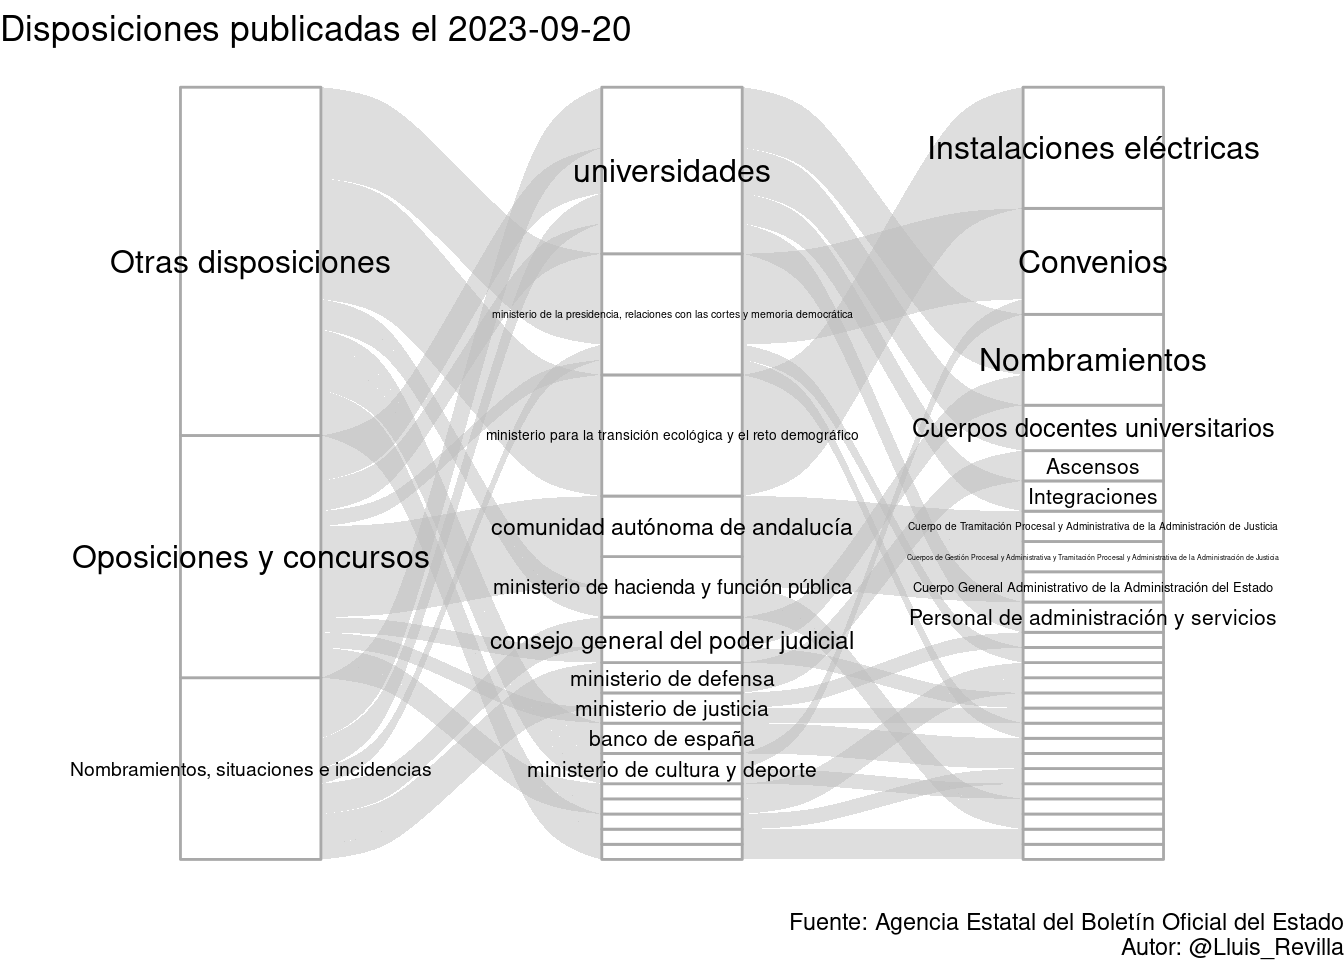 Disposiciones publicadas el 2023-09-20
Otras disposiciones
Oposiciones y concursos
Nombramientos, situaciones e incidencias
universidades
ministerio de la presidencia, relaciones con las cortes y memoria democrática
ministerio para la transición ecológica y el reto demográfico
comunidad autónoma de andalucía
ministerio de hacienda y función pública
consejo general del poder judicial
ministerio de defensa
ministerio de justicia
banco de españa
ministerio de cultura y deporte
Instalaciones eléctricas
Convenios
Nombramientos
Cuerpos docentes universitarios
Ascensos
Integraciones
Cuerpo de Tramitación Procesal y Administrativa de la Administración de Justicia
Cuerpos de Gestión Procesal y Administrativa y Tramitación Procesal y Administrativa de la Administración de Justicia
Cuerpo General Administrativo de la Administración del Estado
Personal de administración y servicios
Fuente: Agencia Estatal del Boletín Oficial del Estado
Autor: @Lluis_Revilla